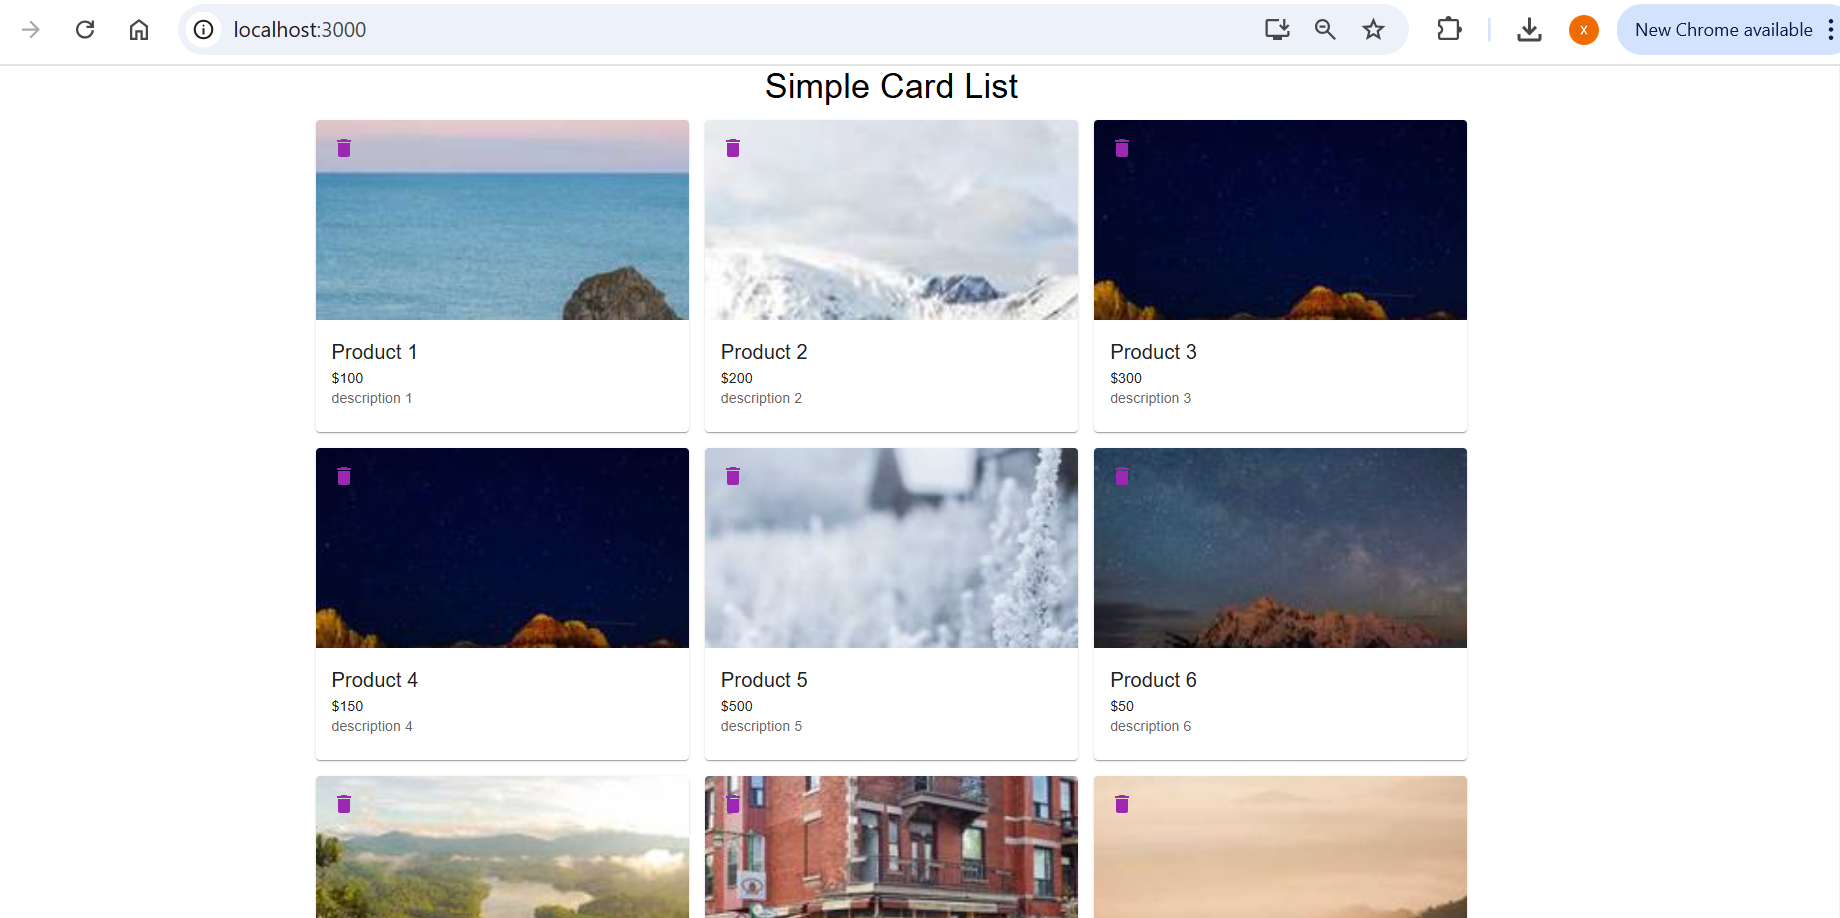 localhost:3000
X
New Chrome available
Simple Card List
Product 1
$100
description 1
Product 2
$200
description 2
Product 3
$300
description 3
Product 4
$150
description 4
Product 5
$500
description 5
Product 6
$50
description 6